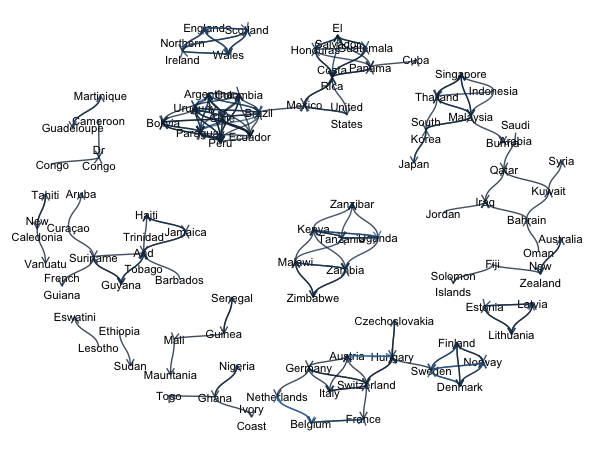 England
Scotland
Northern
Ireland
Wales
El
Salvador
Honduras
Guatemala
Costa
Rica
Panama
Cuba
Mexico
United
States
Martinique
Guadeloupe
Cameroon
Dr
Congo
Congo
Argentina
Colombia
Uruguay
Chile
Brazil
Bolivia
Paraguay
Peru
Ecuador
Singapore
Thailand
Indonesia
Malaysia
South
Korea
Japan
Burma
Saudi
Arabia
Qatar
Syria
Kuwait
Iraq
Jordan
Bahrain
Oman
Tahiti
Aruba
New
Caledonia
Curaçao
Vanuatu
Haiti
Trinidad
And
Tobago
Jamaica
Suriname
French
Guiana
Guyana
Barbados
Zanzibar
Kenya
Tanzania
Uganda
Malawi
Zambia
Zimbabwe
Australia
Fiji
Solomon
Islands
New
Zealand
Senegal
Guinea
Mali
Mauritania
Eswatini
Lesotho
Ethiopia
Sudan
Nigeria
Togo
Ghana
Ivory
Coast
Czechoslovakia
Austria
Hungary
Germany
Switzerland
Italy
Netherlands
Belgium
France
Estonia
Latvia
Lithuania
Finland
Sweden
Norway
Denmark